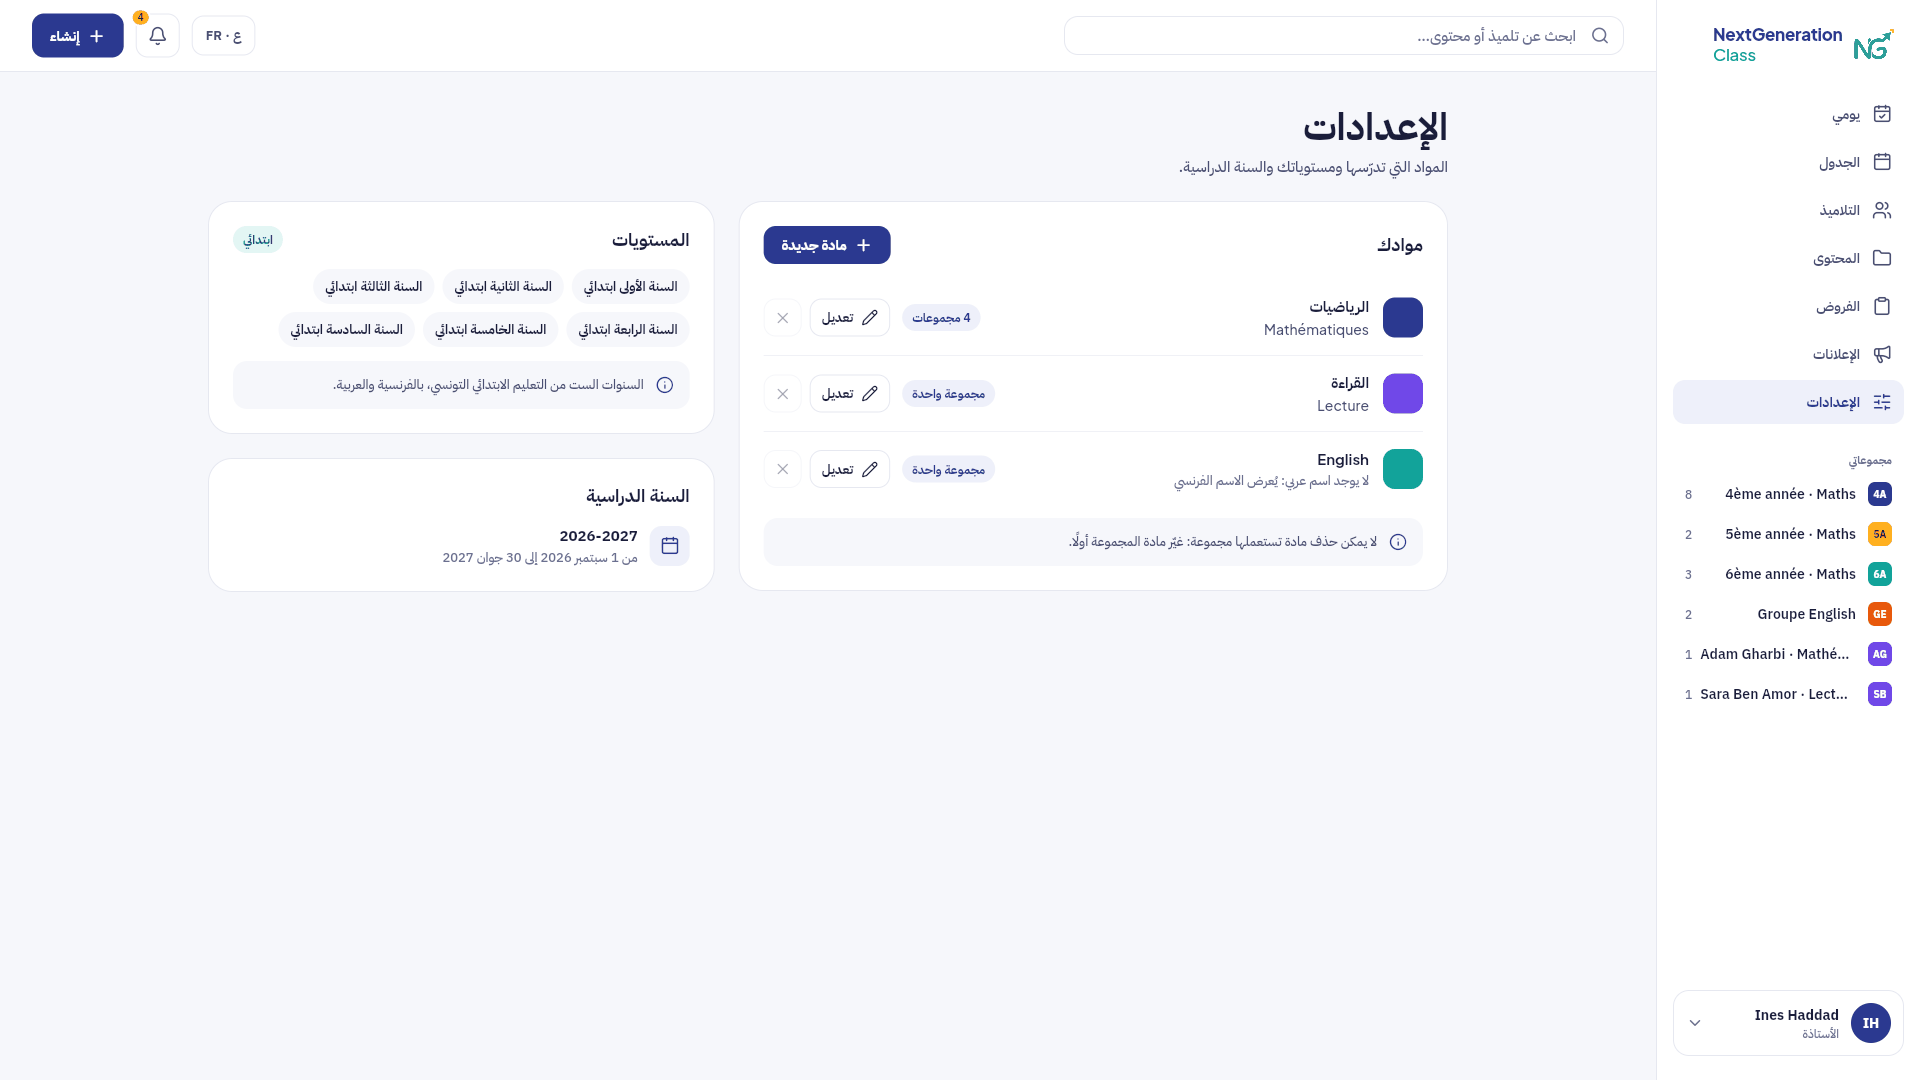 NextGeneration
Class
يومي
الجدول
التلاميذ
المحتوى
الفروض
الإعلانات
الإعدادات
مجموعاتي
4A 4ème année · Maths 8
5A 5ème année · Maths 2
6A 6ème année · Maths 3
GE Groupe English 2
AG Adam Gharbi · Mathé... 1
SB Sara Ben Amor · Lect... 1
IH Ines Haddad
الأستاذة
ابحث عن تلميذ أو محتوى...
ع · FR
4
إنشاء
الإعدادات
المواد التي تدرّسها ومستوياتك والسنة الدراسية.
موادك
مادة جديدة
الرياضيات
Mathématiques
4 مجموعات
تعديل
القراءة
Lecture
مجموعة واحدة
تعديل
English
لا يوجد اسم عربي: يُعرض الاسم الفرنسي
مجموعة واحدة
تعديل
لا يمكن حذف مادة تستعملها مجموعة: غيّر مادة المجموعة أولًا.
المستويات
ابتدائي
السنة الأولى ابتدائي
السنة الثانية ابتدائي
السنة الثالثة ابتدائي
السنة الرابعة ابتدائي
السنة الخامسة ابتدائي
السنة السادسة ابتدائي
السنوات الست من التعليم الابتدائي التونسي، بالفرنسية والعربية.
السنة الدراسية
2026-2027
من 1 سبتمبر 2026 إلى 30 جوان 2027